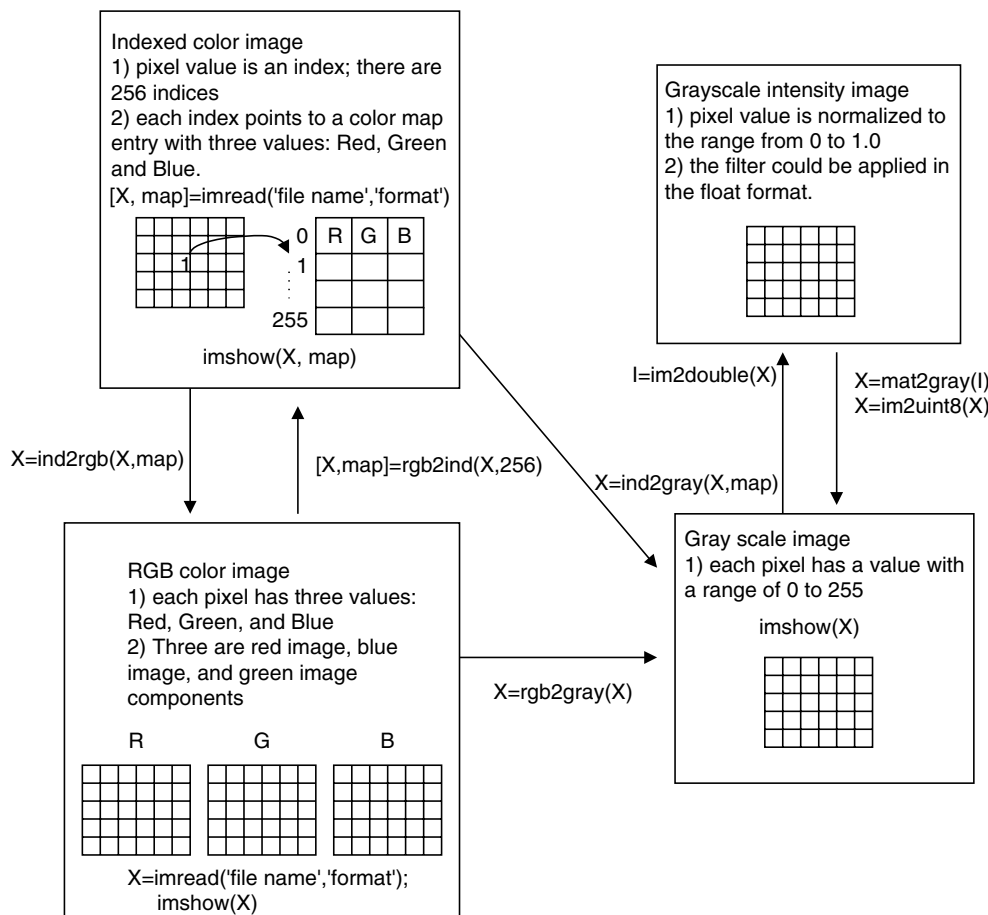 Indexed color image
1) pixel value is an index; there are
256 indices
2) each index points to a color map
entry with three values: Red, Green
and Blue.
[X, map]=imread('file name','format')
0 R G B
1 1
255
imshow(X, map)
Grayscale intensity image
1) pixel value is normalized to
the range from 0 to 1.0
2) the filter could be applied in
the float format.
I=im2double(X)
X=mat2gray(I)
X=im2uint8(X)
X=ind2rgb(X,map)
[X,map]=rgb2ind(X,256)
X=ind2gray(X,map)
RGB color image
1) each pixel has three values:
Red, Green, and Blue
2) Three are red image, blue
image, and green image
components
R G B
X=imread('file name','format');
imshow(X)
X=rgb2gray(X)
Gray scale image
1) each pixel has a value with
a range of 0 to 255
imshow(X)